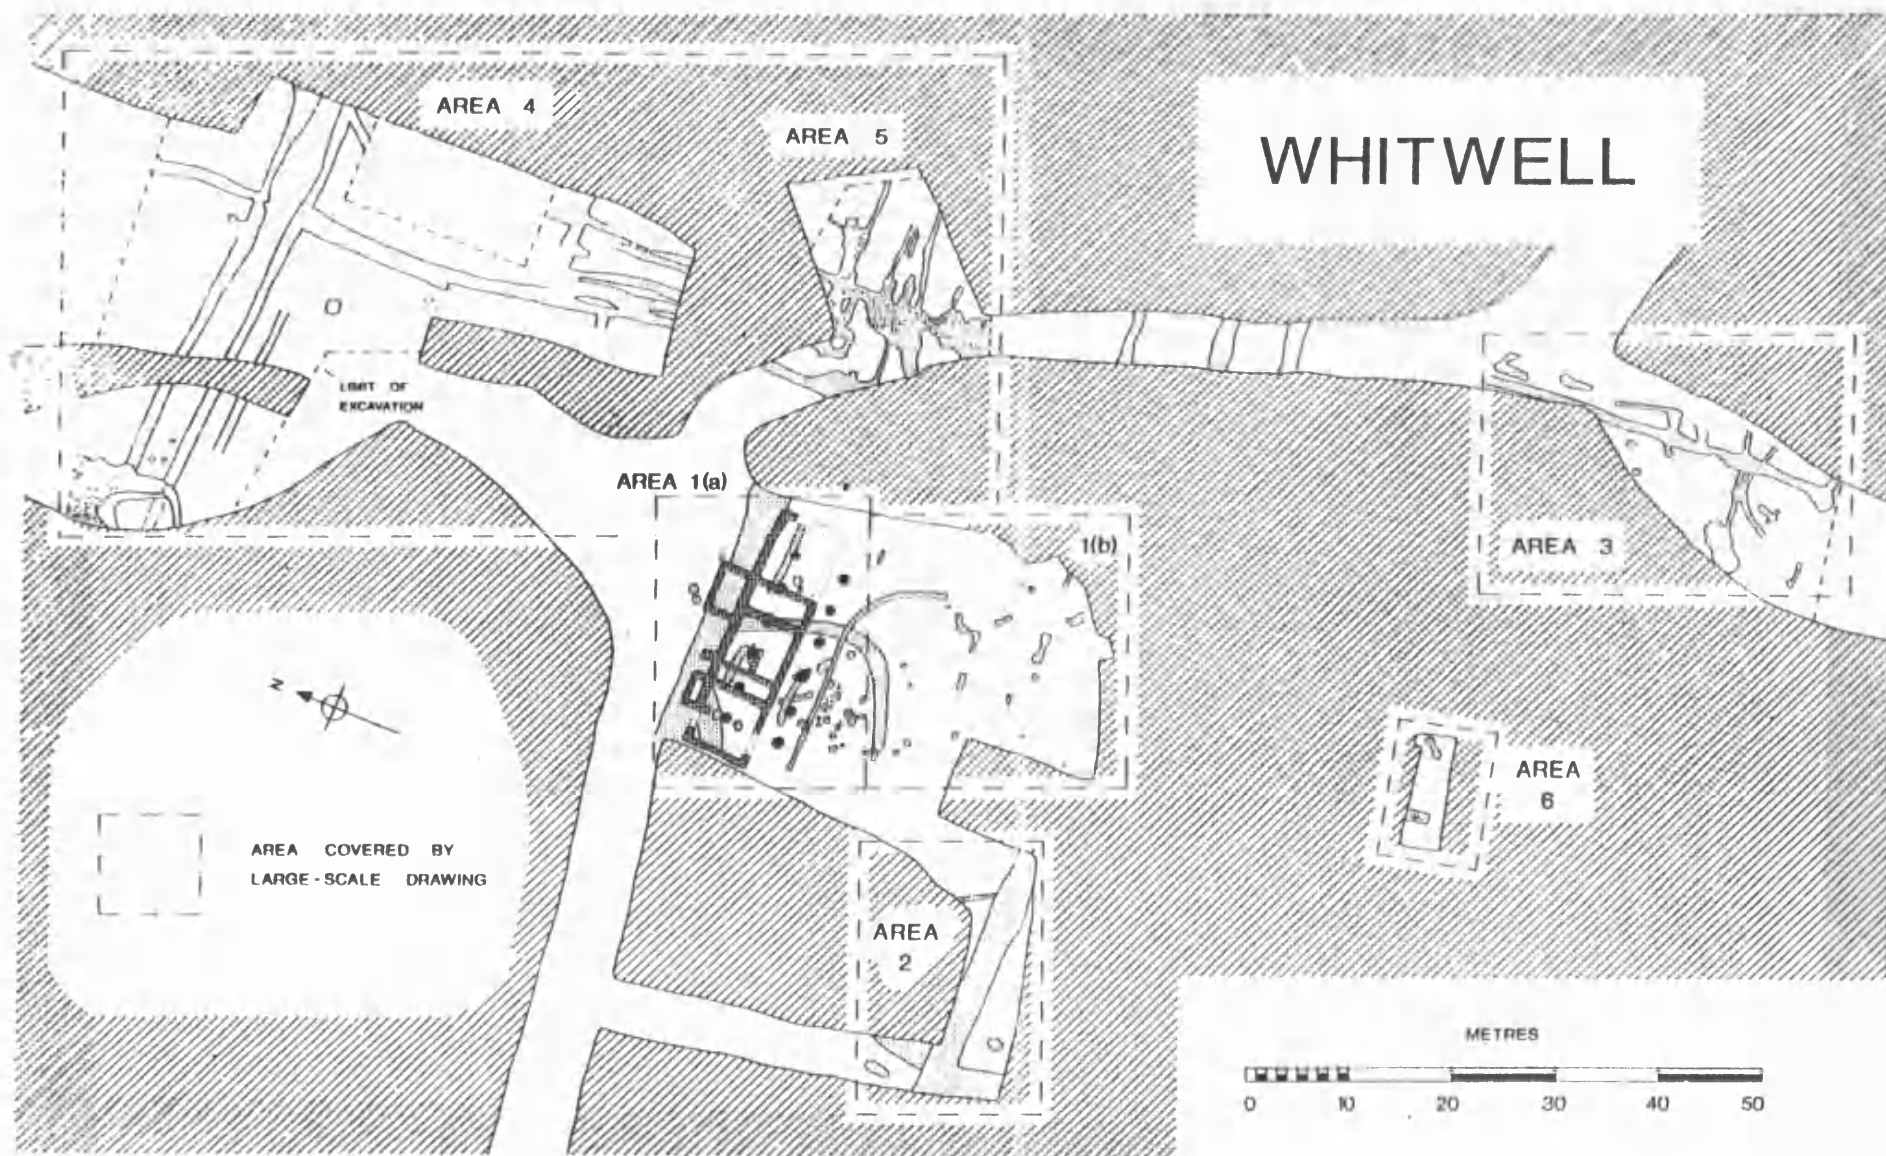 AREA 4
AREA 5
WHITWELL
LIMIT OF
EXCAVATION
AREA 1(a)
1(b)
AREA 3
N
AREA
6
AREA COVERED BY
LARGE-SCALE DRAWING
AREA
2
METRES
0 10 20 30 40 50